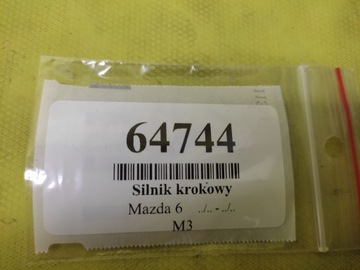 64744
Silnik krokowy
Mazda 6 ../.. - ../..
M3